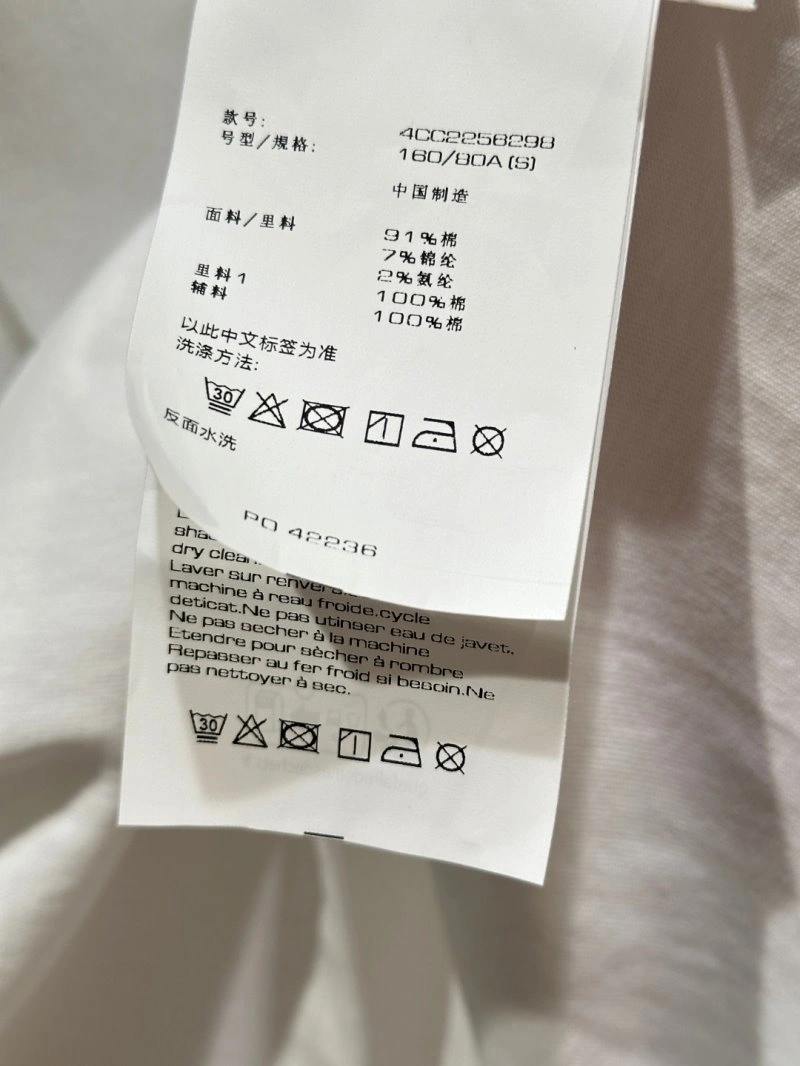 款号:
4CC2256298
号型/規格:
160/80A (S)
中国制造
面料/里料
91%棉
7%锦纶
2%氨纶
里料1
100%棉
辅料
100%棉
以此中文标签为准
洗涤方法:
30
反面水洗
PO 42236
sha
dry clean
Laver sur renver
machine à reau froide.cycle
deticat.Ne pas utinser eau de javet.
Ne pas secher à la machine
Etendre pour sècher à rombre
Repasser au fer froid si besoin.Ne
pas nettoyer à sec.
30